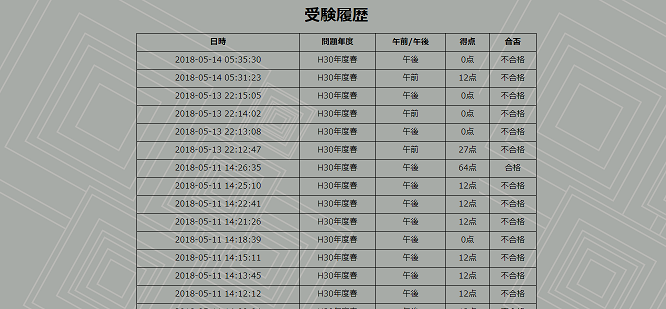 受験履歴
日時 問題年度 午前/午後 得点 合否
2018-05-14 05:35:30 H30年度春 午後 0点 不合格
2018-05-14 05:31:23 H30年度春 午前 12点 不合格
2018-05-13 22:15:05 H30年度春 午後 0点 不合格
2018-05-13 22:14:02 H30年度春 午前 0点 不合格
2018-05-13 22:13:08 H30年度春 午後 0点 不合格
2018-05-13 22:12:47 H30年度春 午前 27点 不合格
2018-05-11 14:26:35 H30年度春 午後 64点 合格
2018-05-11 14:25:10 H30年度春 午後 12点 不合格
2018-05-11 14:22:41 H30年度春 午後 12点 不合格
2018-05-11 14:21:26 H30年度春 午後 12点 不合格
2018-05-11 14:18:39 H30年度春 午後 0点 不合格
2018-05-11 14:15:11 H30年度春 午後 12点 不合格
2018-05-11 14:13:45 H30年度春 午後 12点 不合格
2018-05-11 14:12:12 H30年度春 午後 12点 不合格